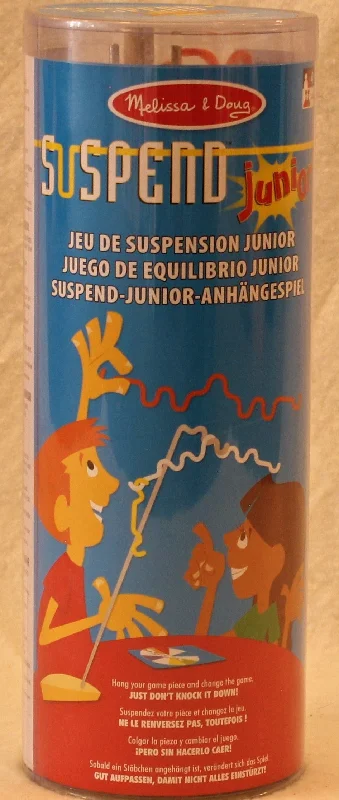 Melissa & Doug
SUSPEND
Junior
JEU DE SUSPENSION JUNIOR
JUEGO DE EQUILIBRIO JUNIOR
SUSPEND-JUNIOR-ANHÄNGESPIEL
Hang your game piece and change the game.
JUST DON'T KNOCK IT DOWN!
Suspendez votre pièce et changez le jeu.
NE LE RENVERSEZ PAS, TOUTEFOIS !
Colgar la pieza y cambiar el juego.
¡PERO SIN HACERLO CAER!
Sobald ein Stäbchen angehängt ist, verändert sich das Spiel.
GUT AUFPASSEN, DAMIT NICHT ALLES EINSTÜRZT!